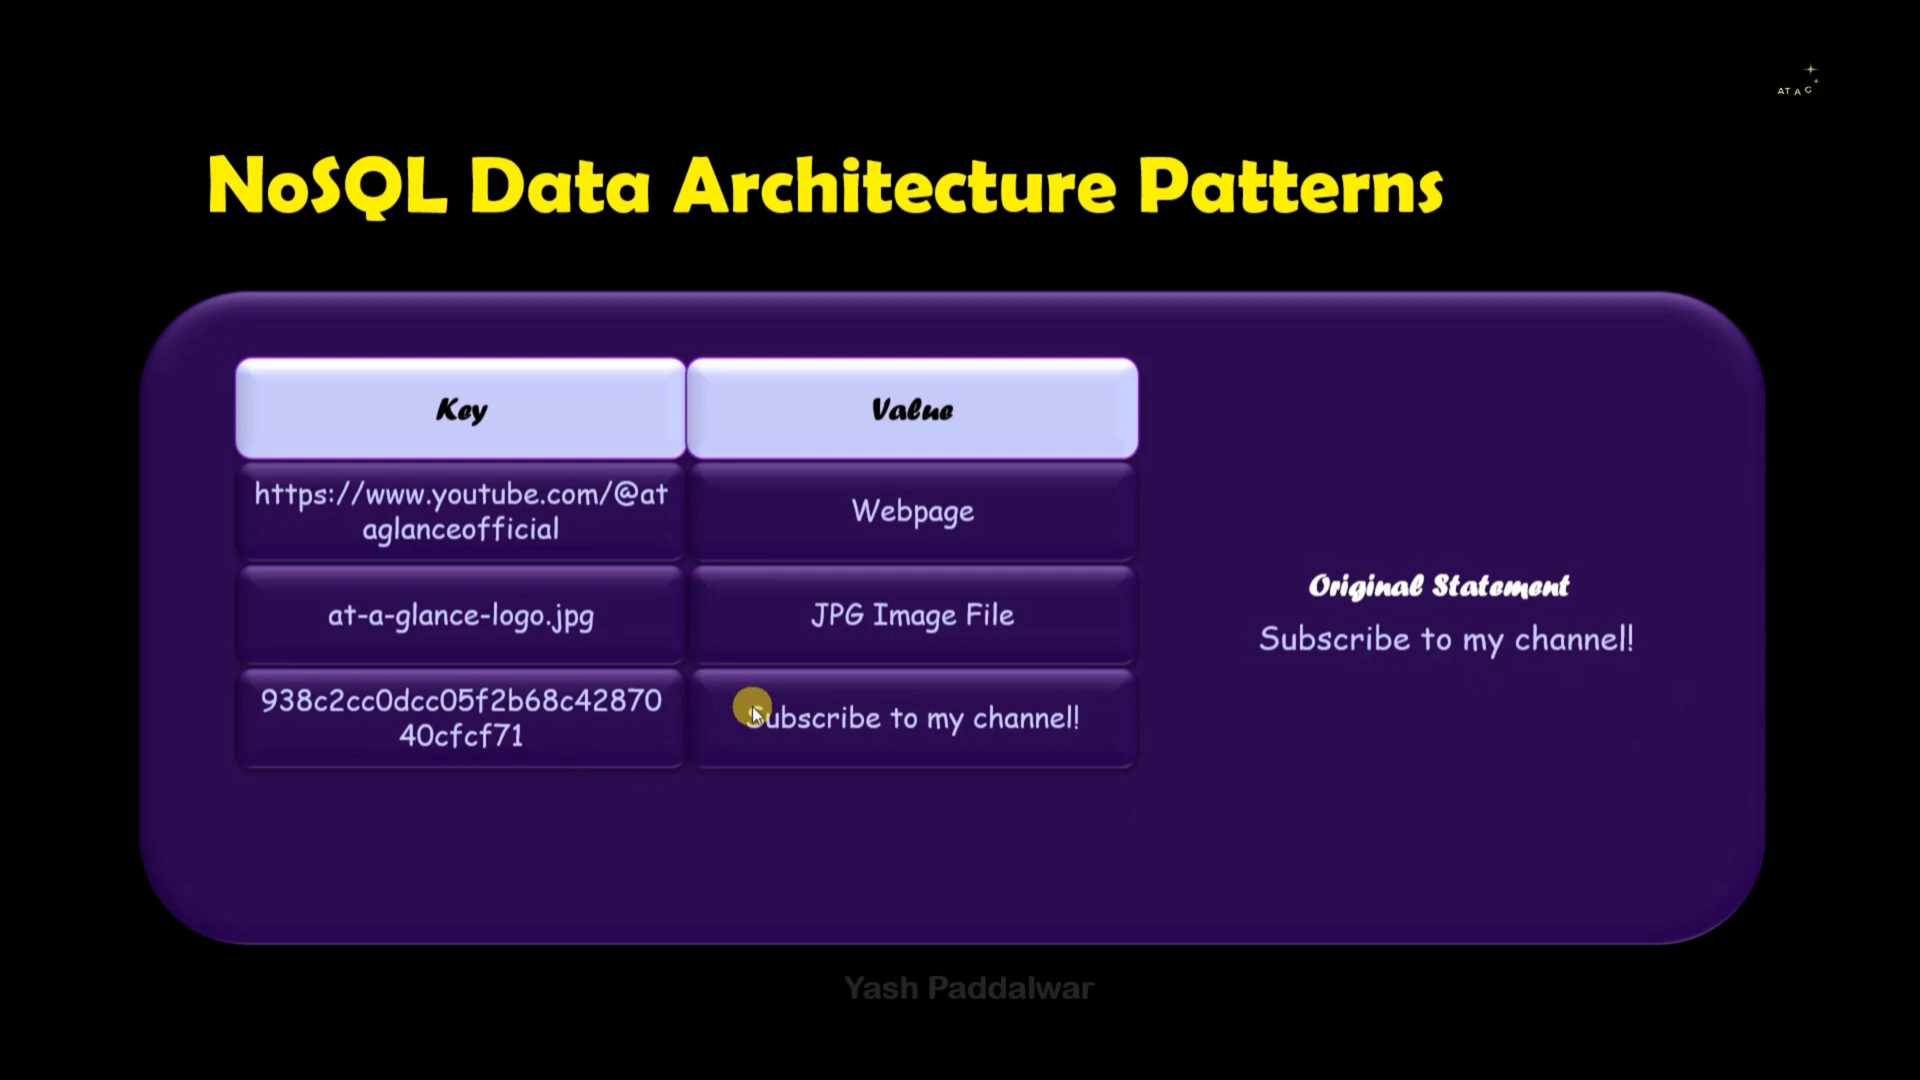 ATAG
NoSQL Data Architecture Patterns
Key
Value
https://www.youtube.com/@at
aglanceofficial
Webpage
at-a-glance-logo.jpg
JPG Image File
938c2cc0dcc05f2b68c42870
40cfcf71
Subscribe to my channel!
Original Statement
Subscribe to my channel!
Yash Paddalwar